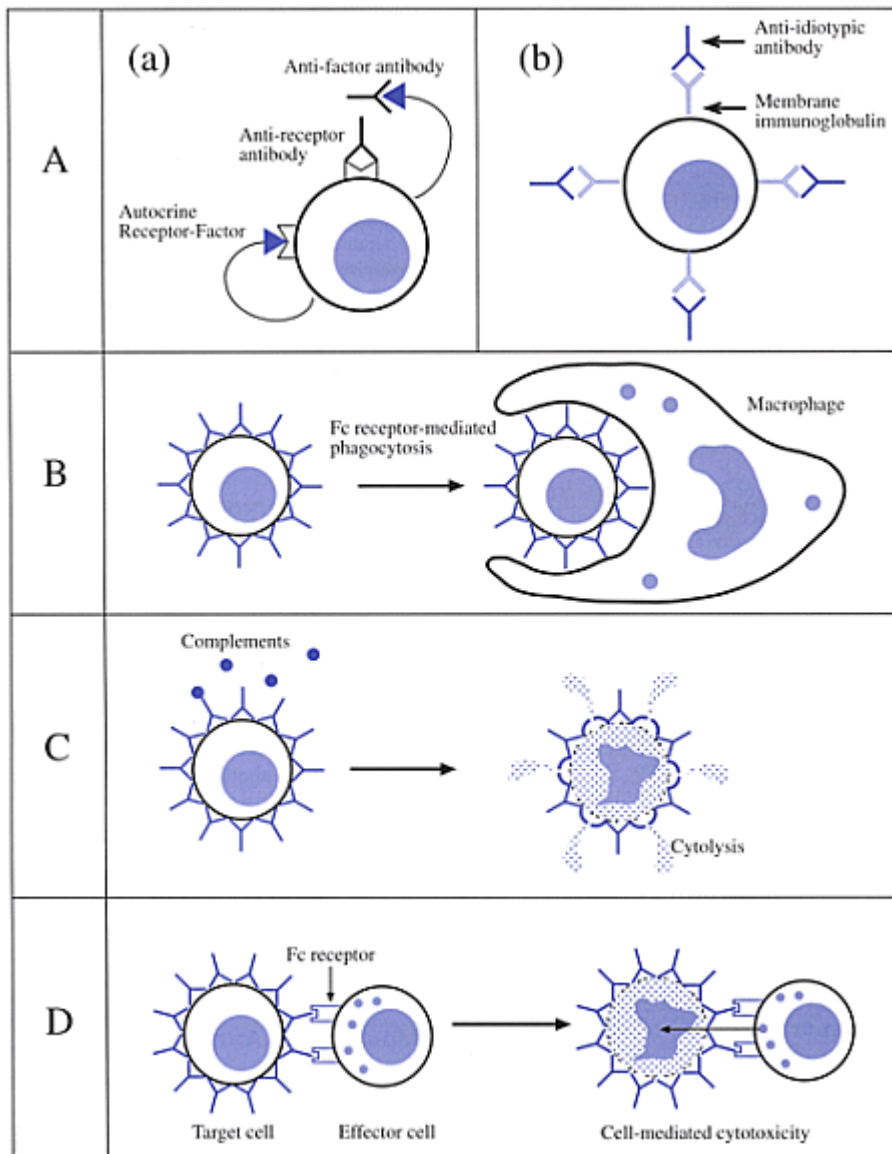 A
(a)
Anti-factor antibody
Anti-receptor
antibody
Autocrine
Receptor-Factor
(b)
Anti-idiotypic
antibody
Membrane
immunoglobulin
B
Fc receptor-mediated
phagocytosis
Macrophage
C
Complements
Cytolysis
D
Fc receptor
Target cell
Effector cell
Cell-mediated cytotoxicity